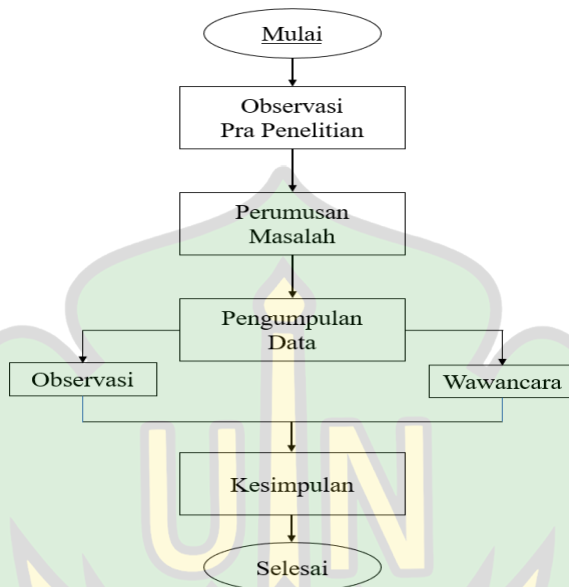 Mulai
Observasi
Pra Penelitian
Perumusan
Masalah
Pengumpulan
Data
Observasi
Wawancara
Kesimpulan
UIN
Selesai